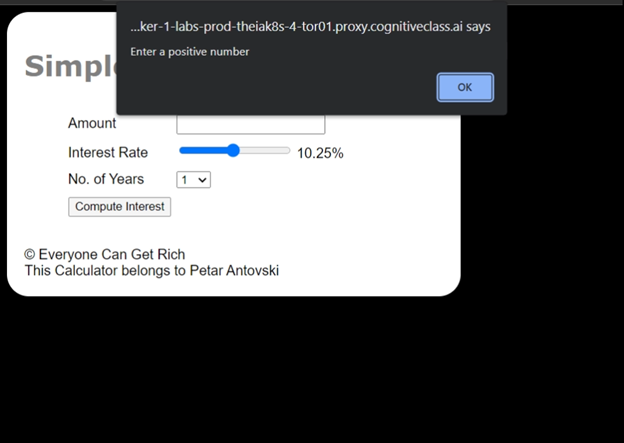 ...ker-1-labs-prod-theiak8s-4-tor01.proxy.cognitiveclass.ai says
Enter a positive number
OK
Simpl
Amount
Interest Rate 10.25%
No. of Years 1
Compute Interest
© Everyone Can Get Rich
This Calculator belongs to Petar Antovski